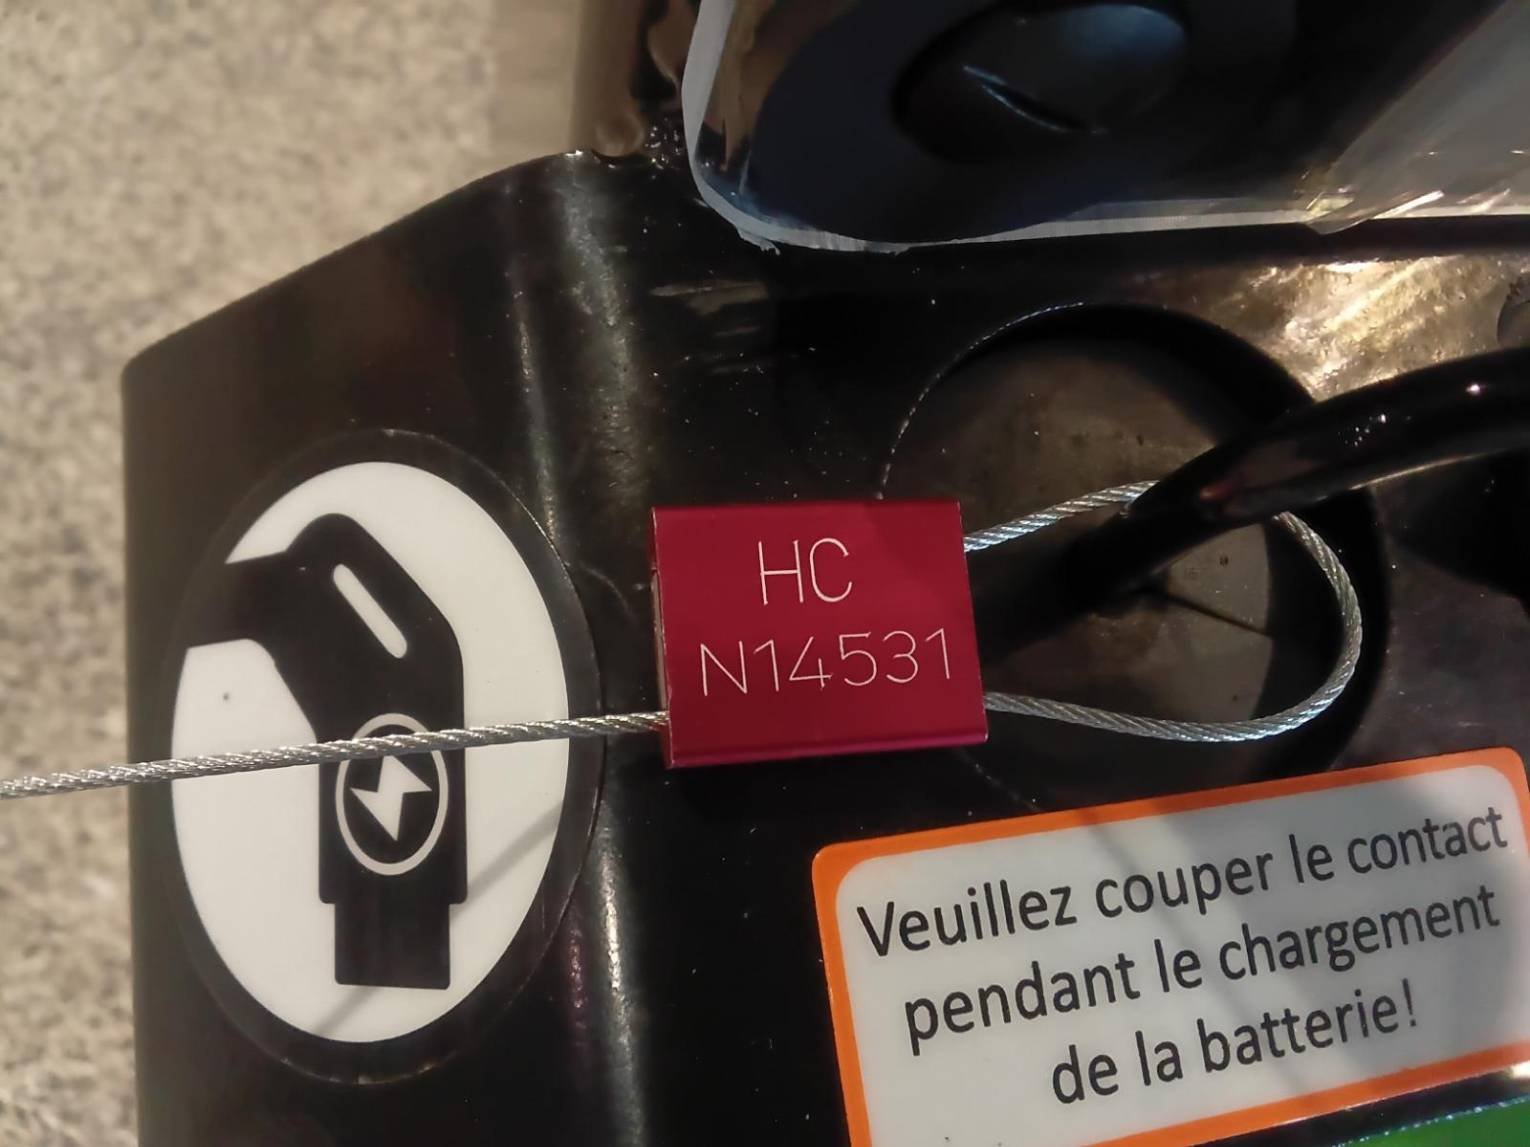 HC
N14531
Veuillez couper le contact
pendant le chargement
de la batterie!